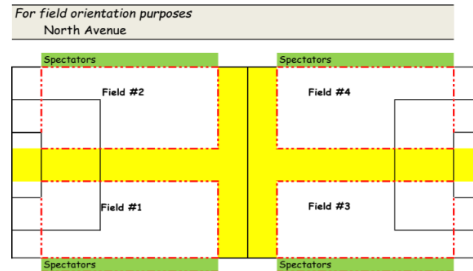 For field orientation purposes
North Avenue
Spectators
Spectators
Field #2
Field #4
Field #1
Field #3
Spectators
Spectators